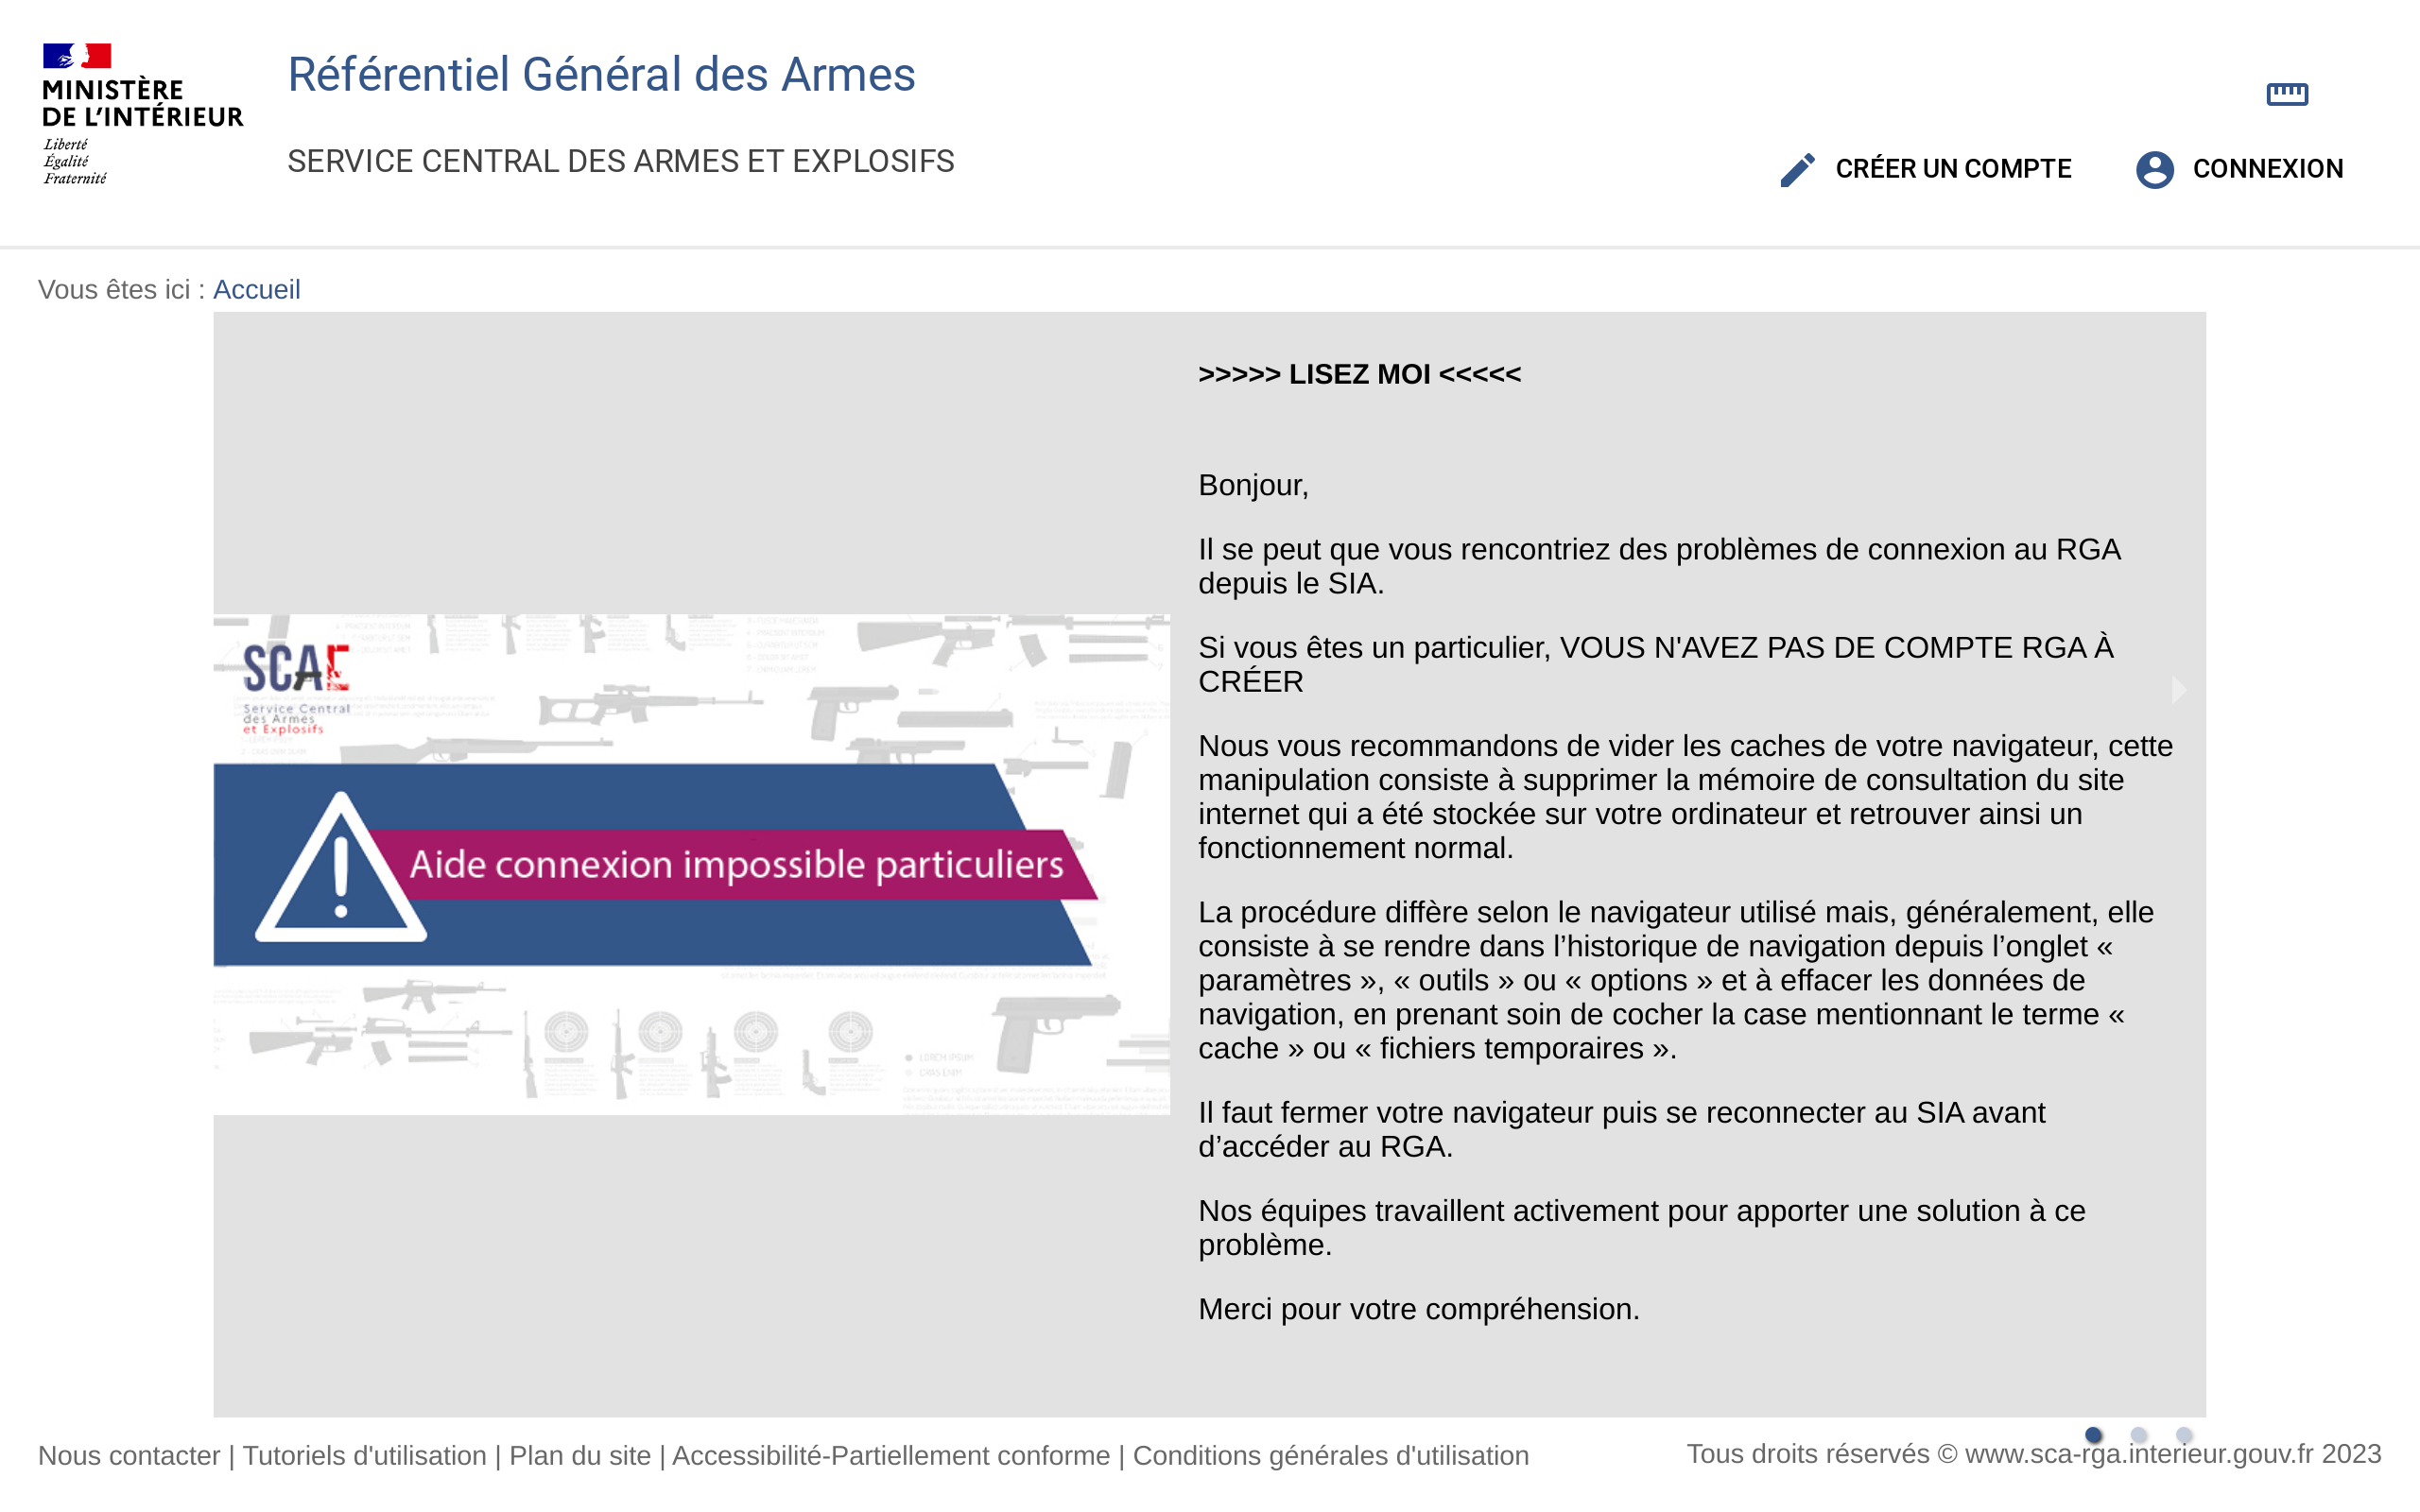 MINISTÈRE
DE L'INTÉRIEUR
Liberté
Égalité
Fraternité
Référentiel Général des Armes
SERVICE CENTRAL DES ARMES ET EXPLOSIFS
CRÉER UN COMPTE
CONNEXION
Vous êtes ici : Accueil
SCAE
Service Central
des Armes
et Explosifs
Aide connexion impossible particuliers
LOREM IPSUM
CRAS ENIM
>>>>> LISEZ MOI <<<<<
Bonjour,
Il se peut que vous rencontriez des problèmes de connexion au RGA
depuis le SIA.
Si vous êtes un particulier, VOUS N'AVEZ PAS DE COMPTE RGA À
CRÉER
Nous vous recommandons de vider les caches de votre navigateur, cette
manipulation consiste à supprimer la mémoire de consultation du site
internet qui a été stockée sur votre ordinateur et retrouver ainsi un
fonctionnement normal.
La procédure diffère selon le navigateur utilisé mais, généralement, elle
consiste à se rendre dans l’historique de navigation depuis l’onglet «
paramètres », « outils » ou « options » et à effacer les données de
navigation, en prenant soin de cocher la case mentionnant le terme «
cache » ou « fichiers temporaires ».
Il faut fermer votre navigateur puis se reconnecter au SIA avant
d’accéder au RGA.
Nos équipes travaillent activement pour apporter une solution à ce
problème.
Merci pour votre compréhension.
Nous contacter | Tutoriels d'utilisation | Plan du site | Accessibilité-Partiellement conforme | Conditions générales d'utilisation
Tous droits réservés © www.sca-rga.interieur.gouv.fr 2023